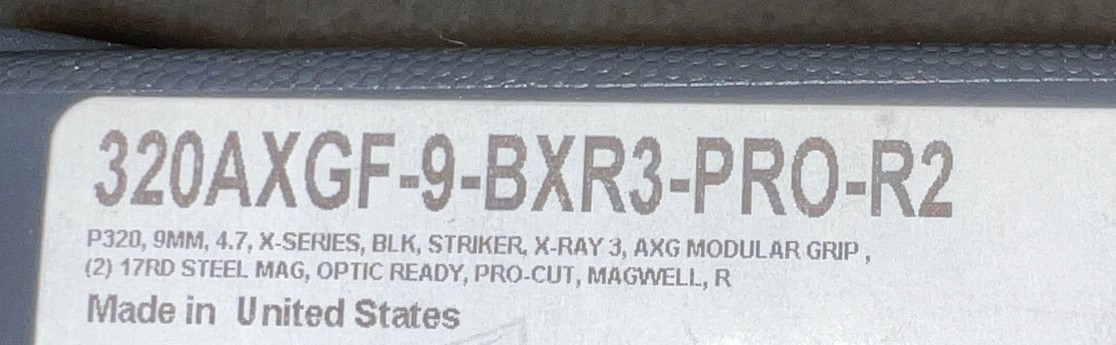 320AXGF-9-BXR3-PRO-R2
P320, 9MM, 4.7, X-SERIES, BLK, STRIKER, X-RAY 3, AXG MODULAR GRIP ,
(2) 17RD STEEL MAG, OPTIC READY, PRO-CUT, MAGWELL, R
Made in United States